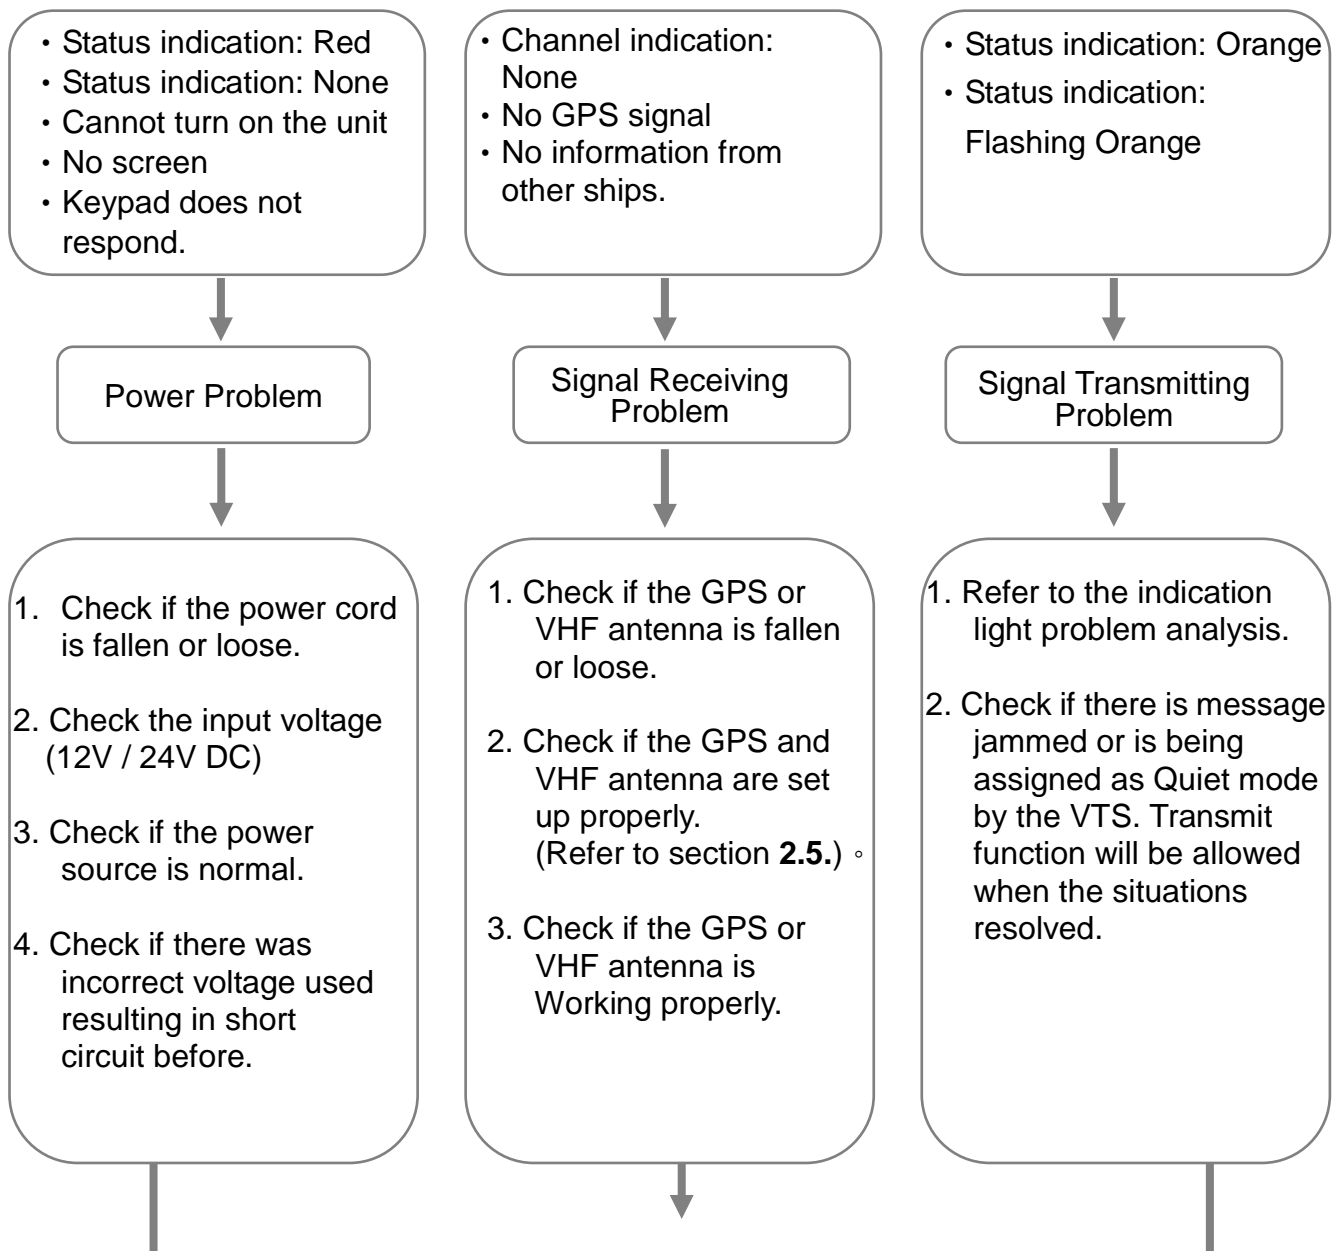 ・Status indication: Red
・Status indication: None
・Cannot turn on the unit
・No screen
・Keypad does not
respond.
・Channel indication:
None
・No GPS signal
・No information from
other ships.
・Status indication: Orange
・Status indication:
Flashing Orange
Power Problem
Signal Receiving
Problem
Signal Transmitting
Problem
1. Check if the power cord
is fallen or loose.
2. Check the input voltage
(12V / 24V DC)
3. Check if the power
source is normal.
4. Check if there was
incorrect voltage used
resulting in short
circuit before.
1. Check if the GPS or
VHF antenna is fallen
or loose.
2. Check if the GPS and
VHF antenna are set
up properly.
(Refer to section 2.5.) 。
3. Check if the GPS or
VHF antenna is
Working properly.
1. Refer to the indication
light problem analysis.
2. Check if there is message
jammed or is being
assigned as Quiet mode
by the VTS. Transmit
function will be allowed
when the situations
resolved.